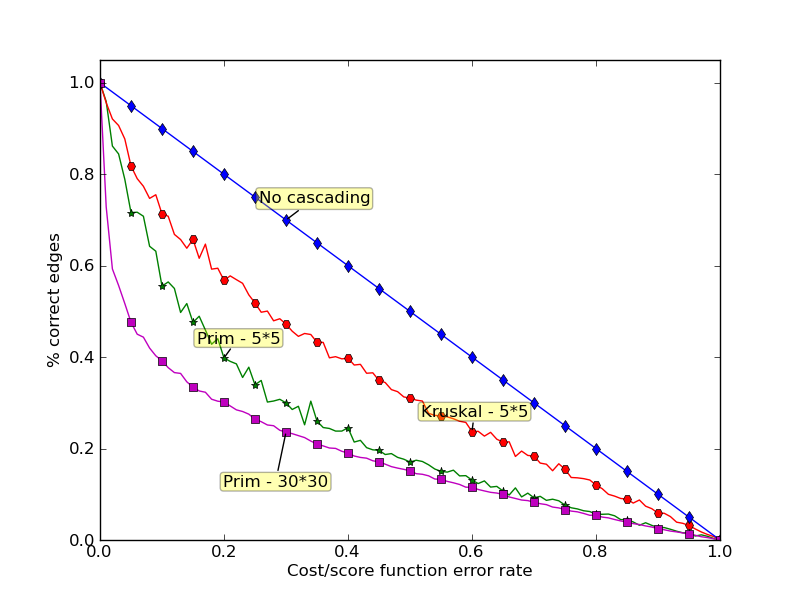 1.0
0.8
0.6
0.4
0.2
0.0
% correct edges
No cascading
Prim - 5*5
Kruskal - 5*5
Prim - 30*30
0.0 0.2 0.4 0.6 0.8 1.0
Cost/score function error rate